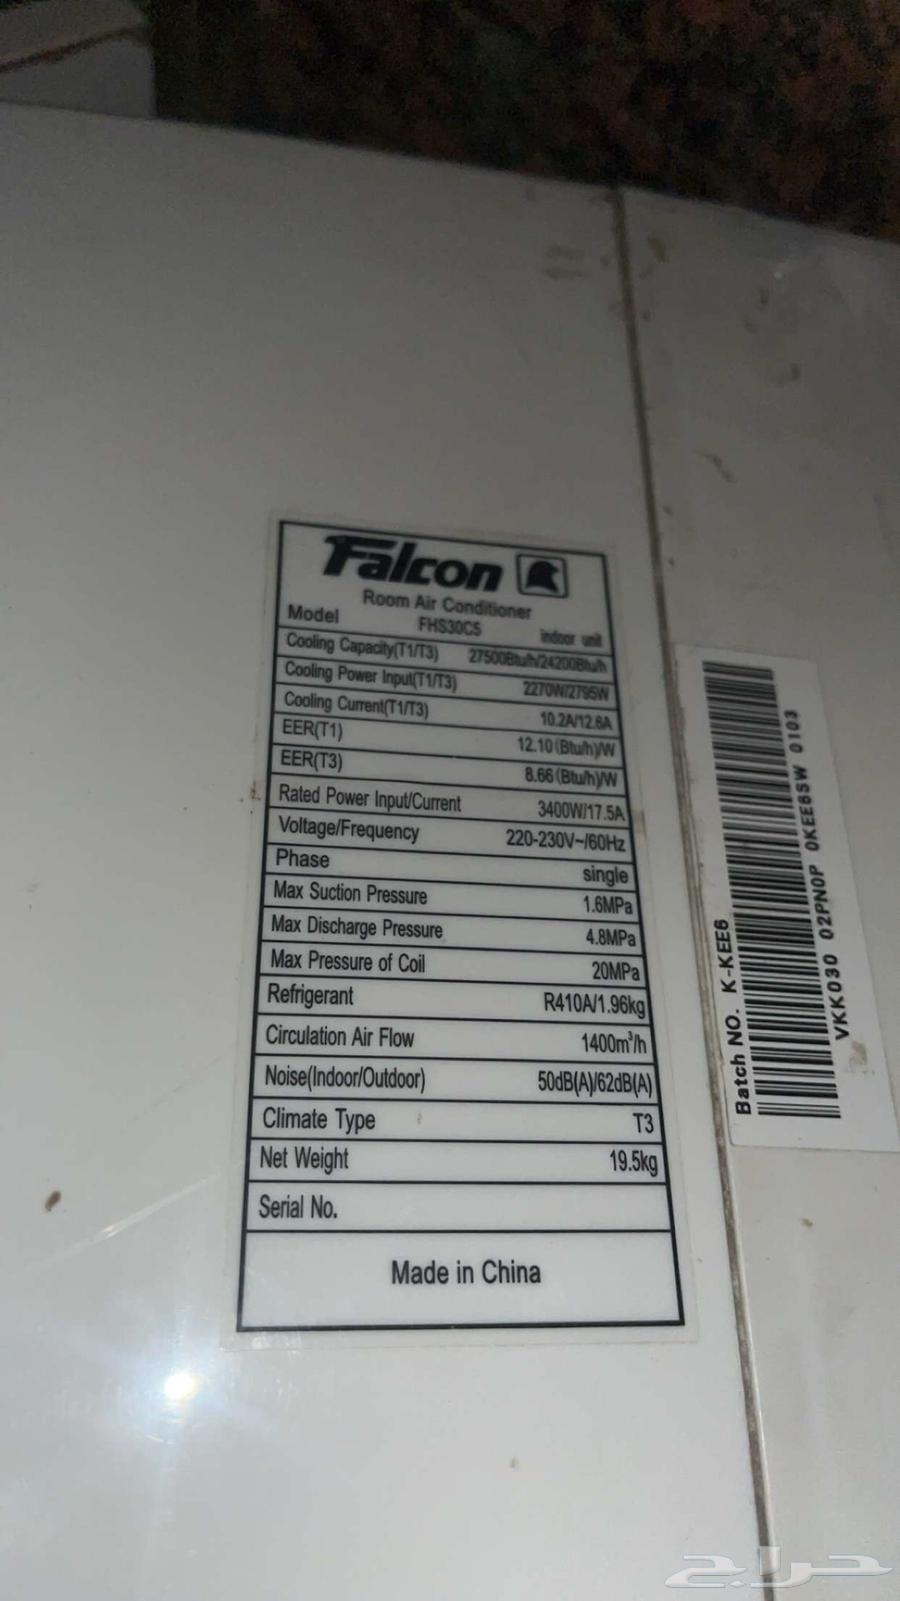 Falcon
Room Air Conditioner
Model FHS30C5 indoor unit
Cooling Capacity(T1/T3) 27500Btu/h/24200Btu/h
Cooling Power Input(T1/T3) 2270W/2795W
Cooling Current(T1/T3) 10.2A/12.6A
EER(T1) 12.10(Btu/h)/W
EER(T3) 8.66(Btu/h)/W
Rated Power Input/Current 3400W/17.5A
Voltage/Frequency 220-230V~/60Hz
Phase single
Max Suction Pressure 1.6MPa
Max Discharge Pressure 4.8MPa
Max Pressure of Coil 20MPa
Refrigerant R410A/1.96kg
Circulation Air Flow 1400m³/h
Noise(Indoor/Outdoor) 50dB(A)/62dB(A)
Climate Type T3
Net Weight 19.5kg
Serial No.
Made in China
Batch NO. K-KEE6
VKK030 02PN0P 0KEE6SW 0103
حراج